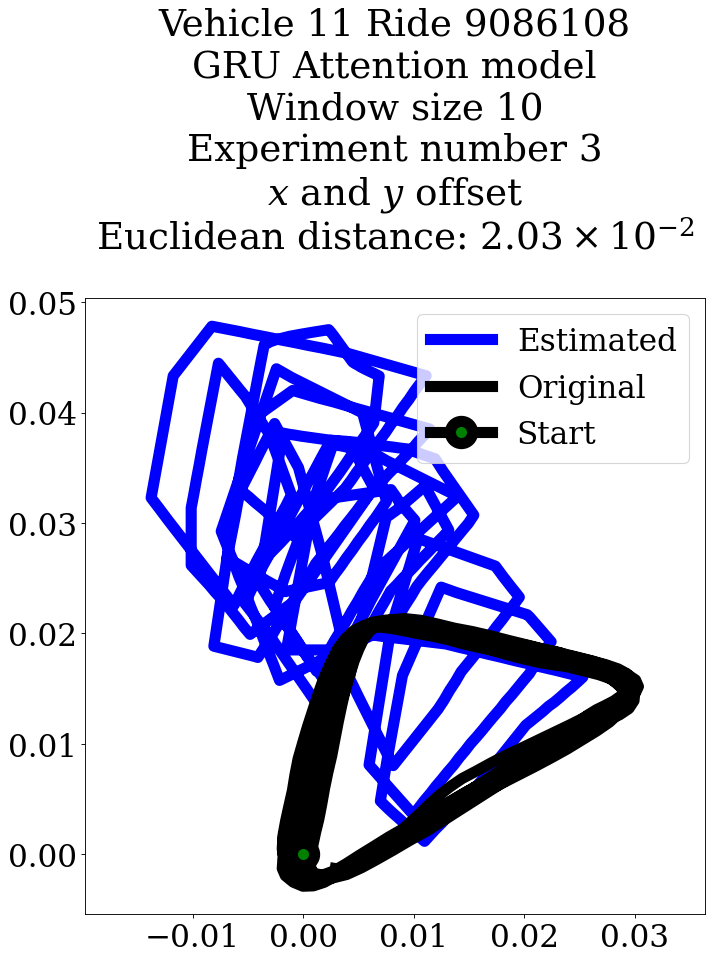 Vehicle 11 Ride 9086108
GRU Attention model
Window size 10
Experiment number 3
x and y offset
Euclidean distance: 2.03 × 10⁻²
0.05
0.04
0.03
0.02
0.01
0.00
Estimated
Original
Start
−0.01 0.00 0.01 0.02 0.03